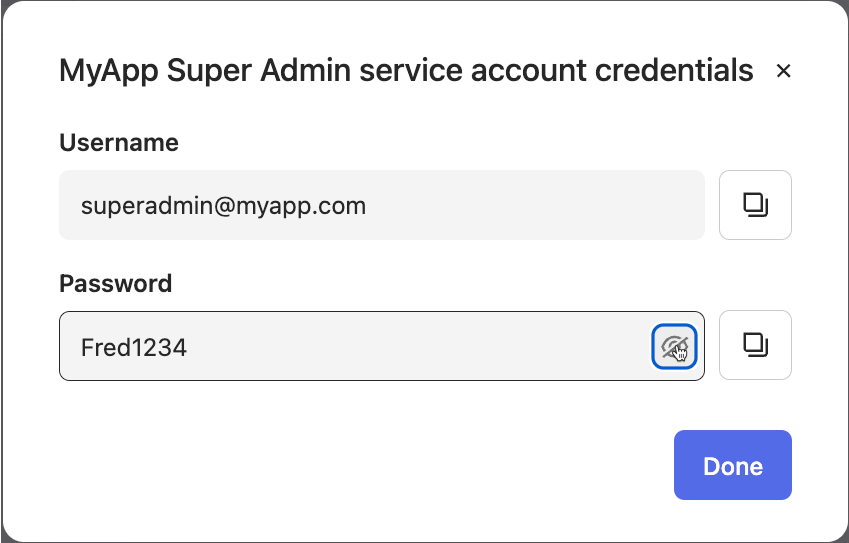 MyApp Super Admin service account credentials
Username
superadmin@myapp.com
Password
Fred1234
Done